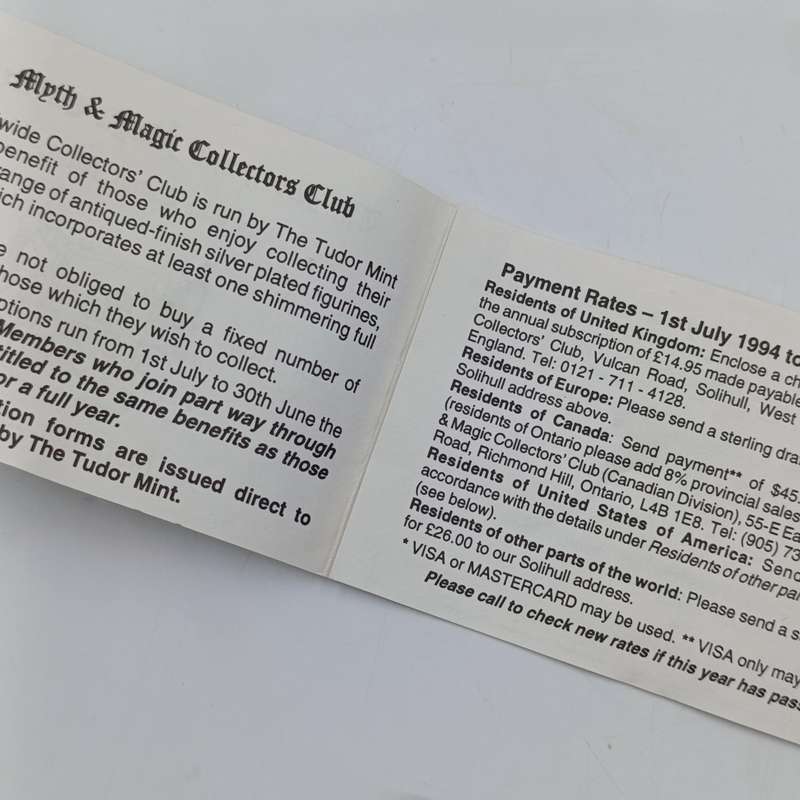 Myth & Magic Collectors Club
wide Collectors' Club is run by The Tudor Mint
benefit of those who enjoy collecting their
range of antiqued-finish silver plated figurines,
ich incorporates at least one shimmering full
e not obliged to buy a fixed number of
hose which they wish to collect.
ptions run from 1st July to 30th June the
Members who join part way through
titled to the same benefits as those
or a full year.
tion forms are issued direct to
by The Tudor Mint.
Payment Rates – 1st July 1994 to
Residents of United Kingdom: Enclose a ch
the annual subscription of £14.95 made payable
Collectors' Club, Vulcan Road, Solihull, West
England. Tel: 0121 - 711 - 4128.
Residents of Europe: Please send a sterling dra
Solihull address above.
Residents of Canada: Send payment** of $45
(residents of Ontario please add 8% provincial sales
& Magic Collectors' Club (Canadian Division), 55-E Ea
Road, Richmond Hill, Ontario, L4B 1E8. Tel: (905) 73
Residents of United States of America: Send
accordance with the details under Residents of other par
(see below).
Residents of other parts of the world: Please send a s
for £26.00 to our Solihull address.
* VISA or MASTERCARD may be used. ** VISA only may
Please call to check new rates if this year has pass